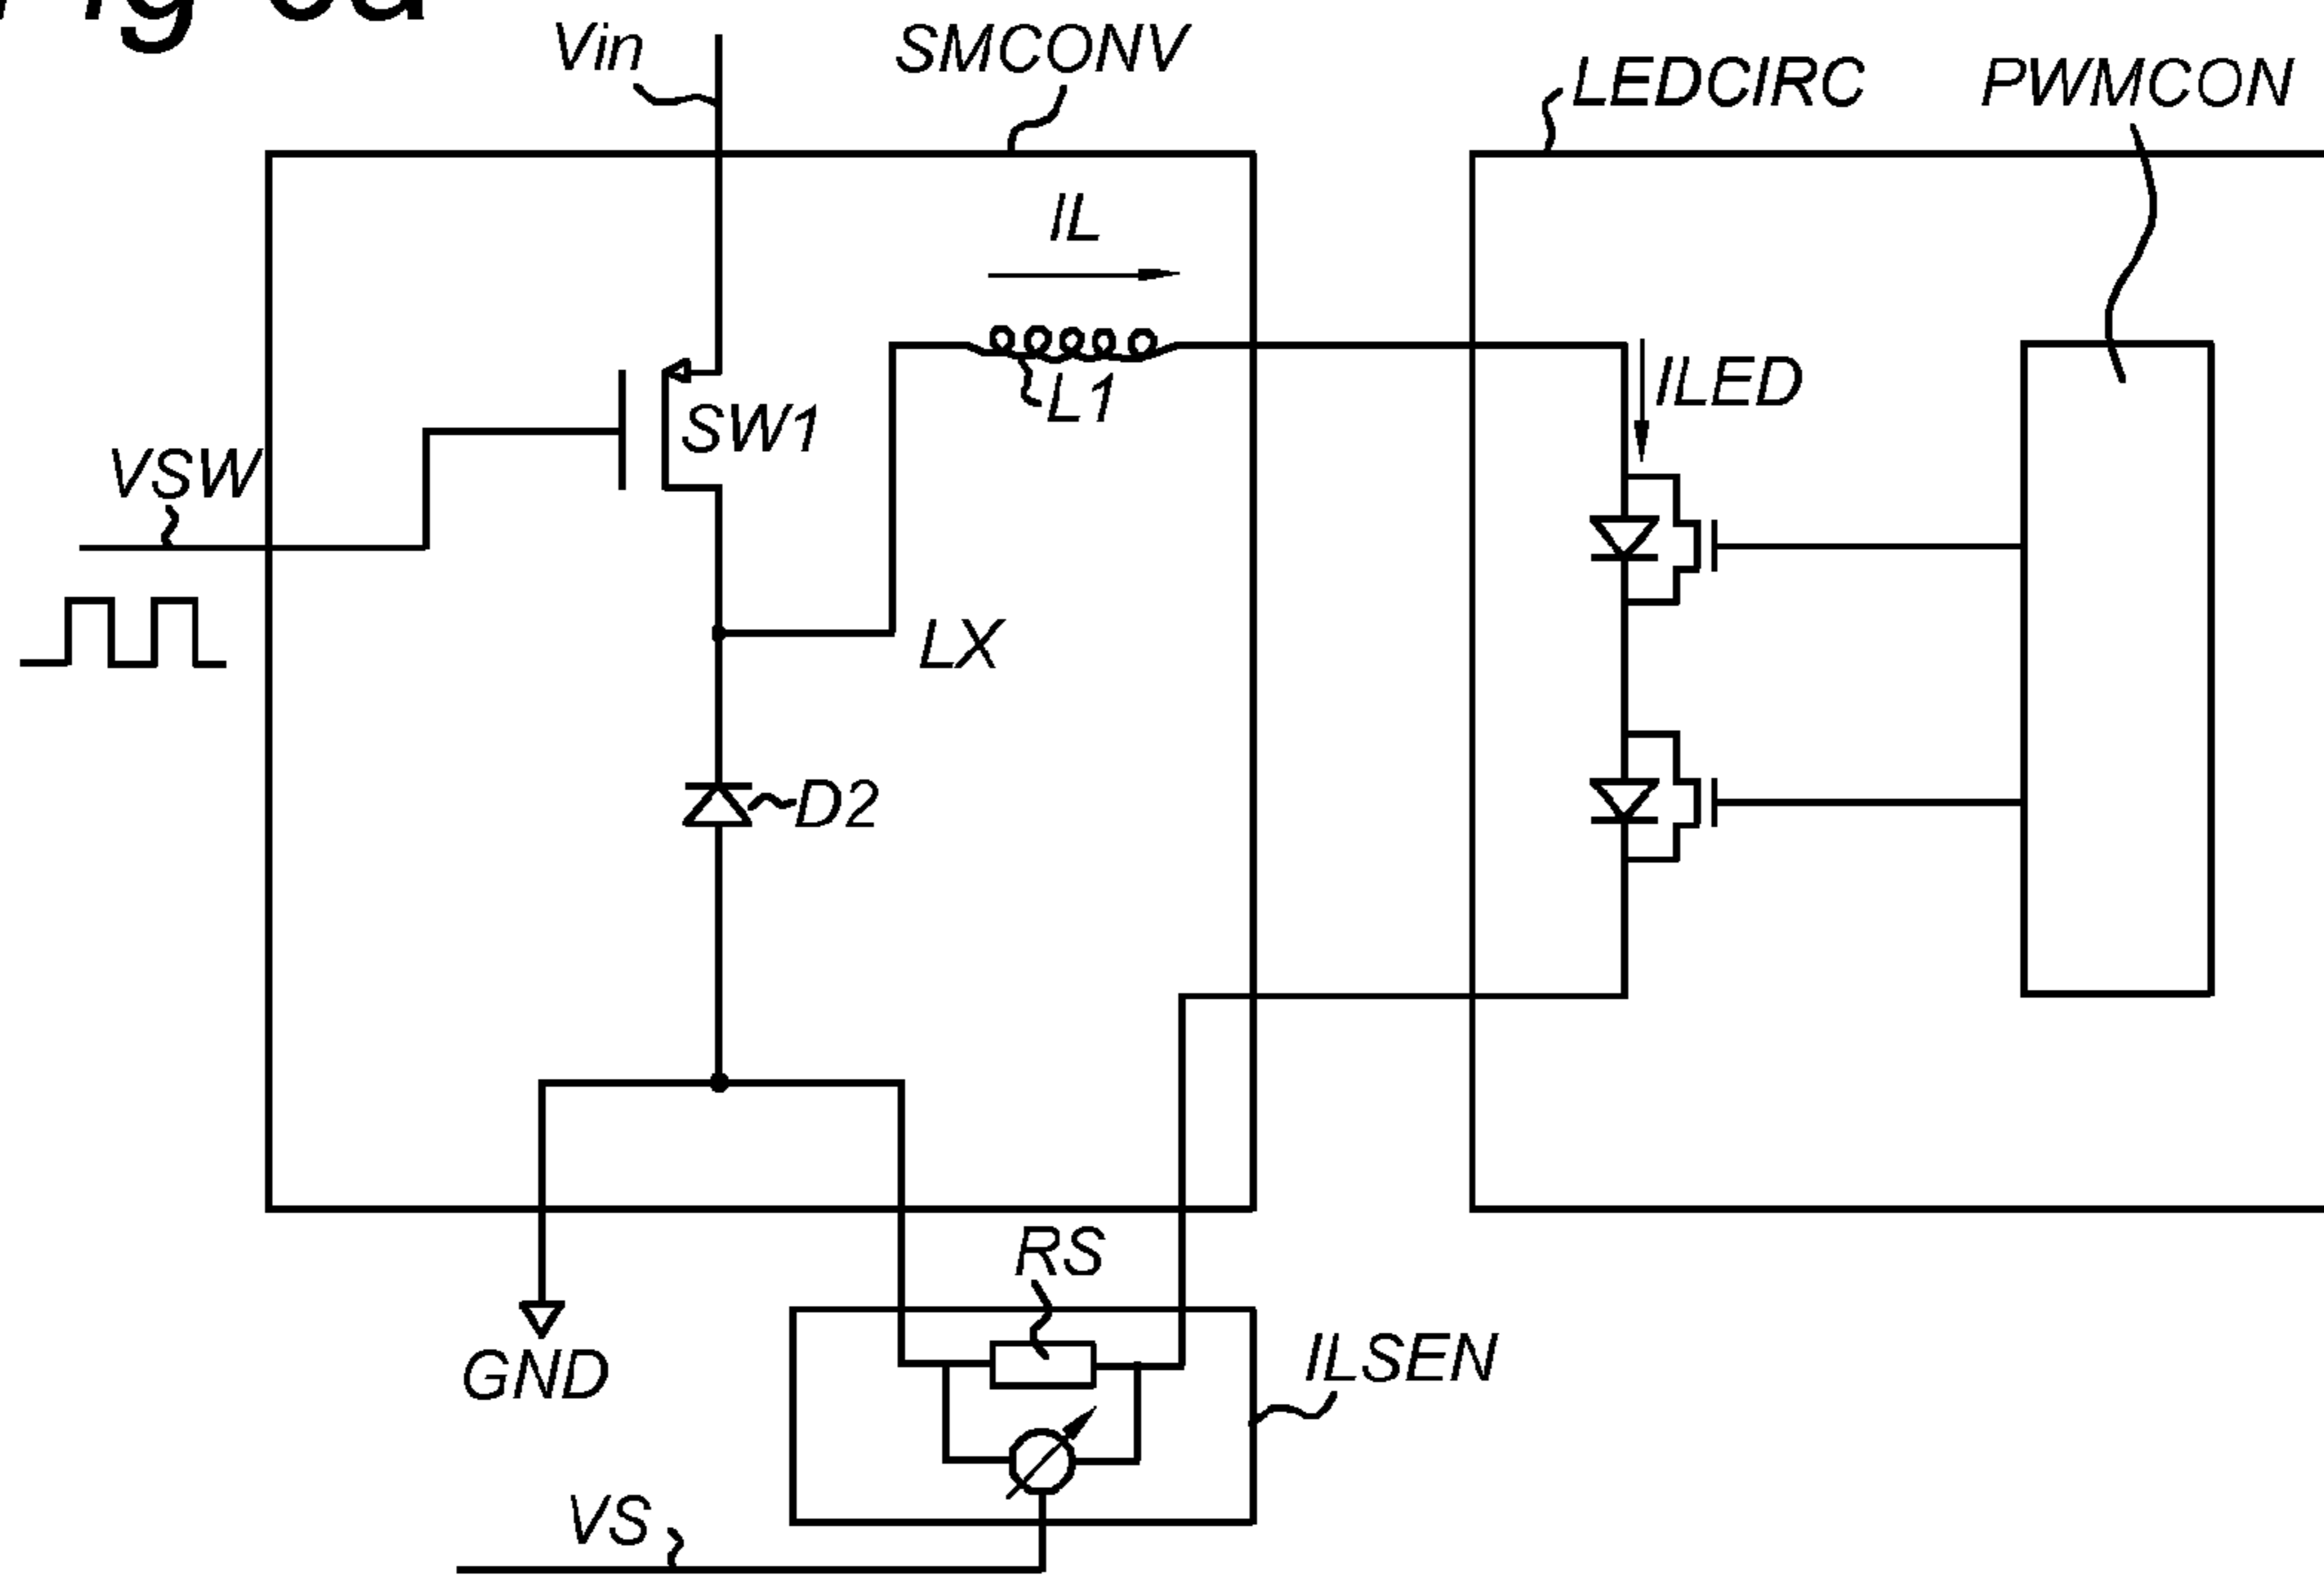 Vin
SMCONV
LEDCIRC
PWMCON
IL
L1
ILED
SW1
VSW
LX
D2
RS
ILSEN
GND
VS